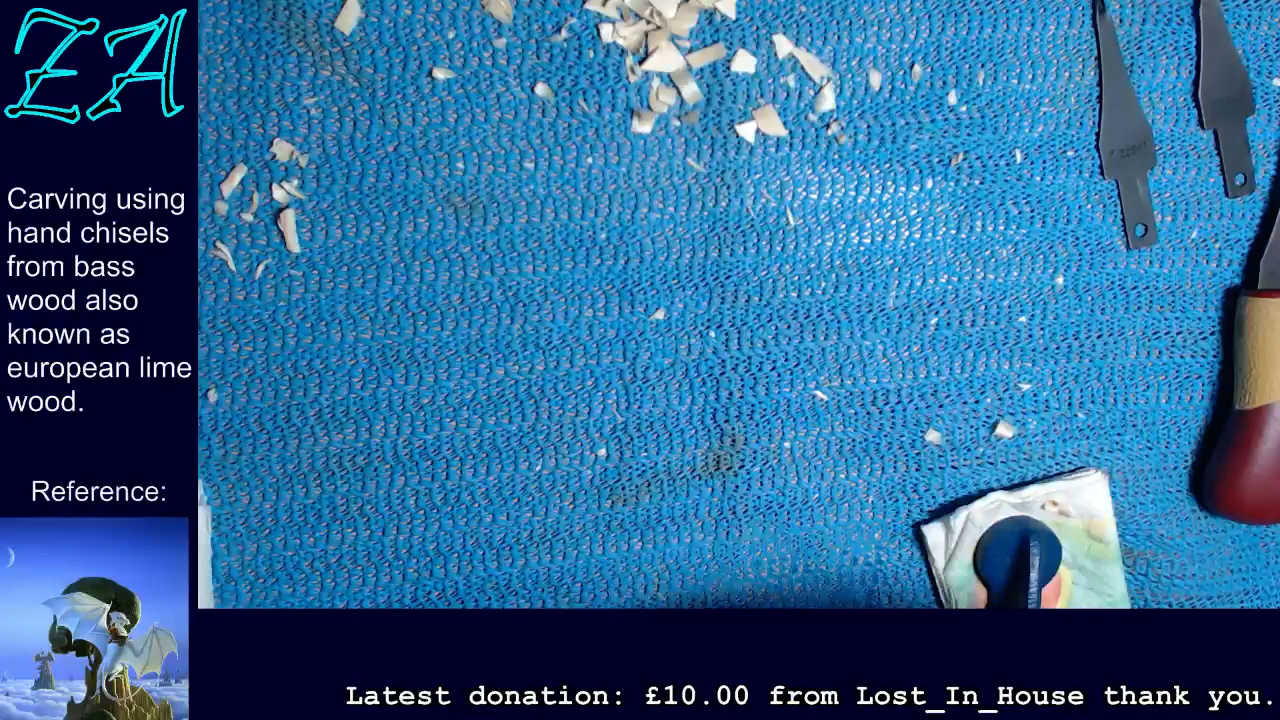 ZA
Carving using
hand chisels
from bass
wood also
known as
european lime
wood.
Reference:
Latest donation: £10.00 from Lost_In_House thank you.